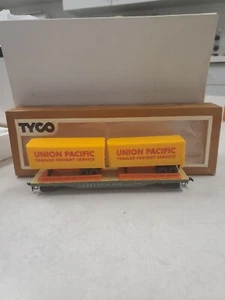 TYCO
UNION PACIFIC
TRAILER FREIGHT SERVICE
UNION PACIFIC
TRAILER FREIGHT SERVICE